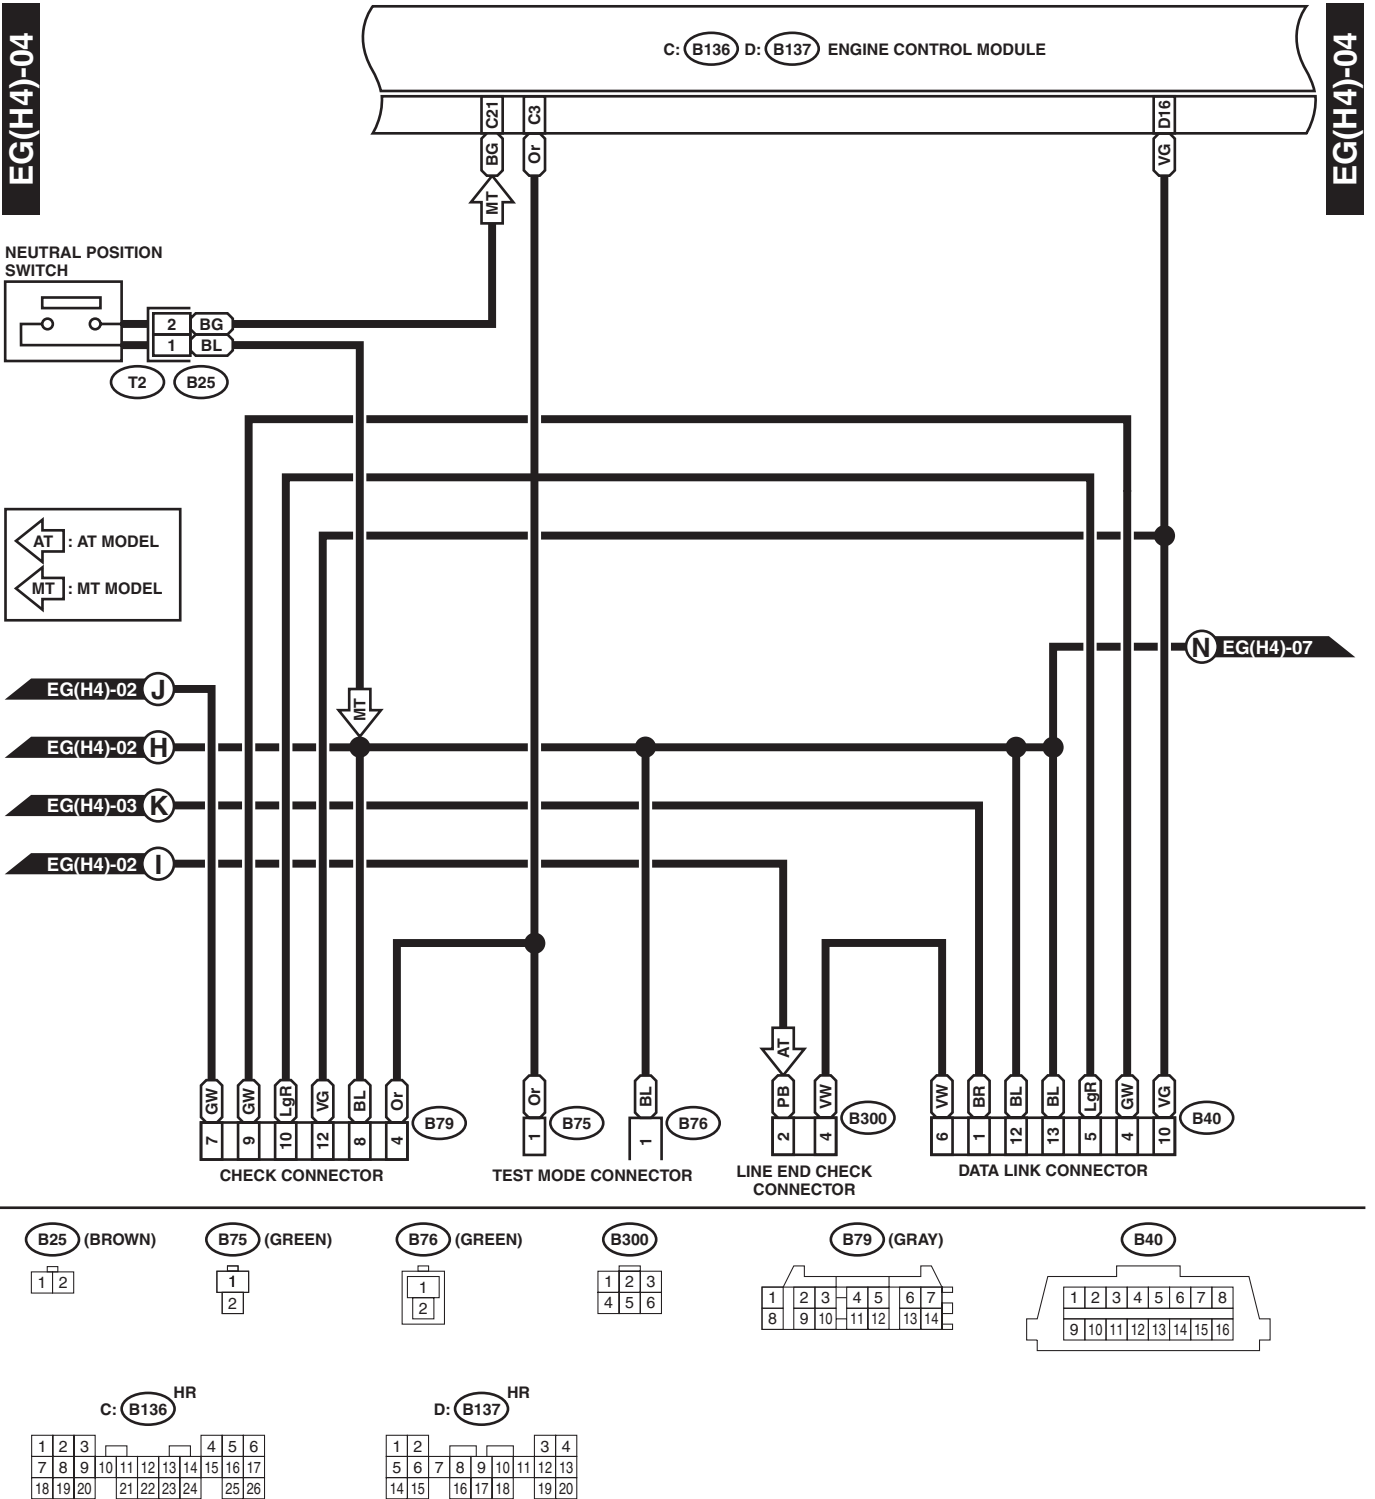 EG(H4)-04
EG(H4)-04
C: B136 D: B137 ENGINE CONTROL MODULE
C21 C3 D16
BG Or VG
MT
NEUTRAL POSITION
SWITCH
2 BG
1 BL
T2 B25
AT : AT MODEL
MT : MT MODEL
N EG(H4)-07
EG(H4)-02 J
MT
EG(H4)-02 H
EG(H4)-03 K
EG(H4)-02 I
AT
GW GW LgR VG BL Or Or BL PB VW VW BR BL BL LgR GW VG
7 9 10 12 8 4 B79 1 B75 1 B76 2 4 B300 6 1 12 13 5 4 10 B40
CHECK CONNECTOR
TEST MODE CONNECTOR
LINE END CHECK
CONNECTOR
DATA LINK CONNECTOR
B25 (BROWN) B75 (GREEN) B76 (GREEN) B300 B79 (GRAY) B40
1 2
1
2
1
2
1 2 3
4 5 6
1 2 3 4 5 6 7
8 9 10 11 12 13 14
1 2 3 4 5 6 7 8
9 10 11 12 13 14 15 16
C: B136 HR
D: B137 HR
1 2 3 4 5 6
7 8 9 10 11 12 13 14 15 16 17
18 19 20 21 22 23 24 25 26
1 2 3 4
5 6 7 8 9 10 11 12 13
14 15 16 17 18 19 20